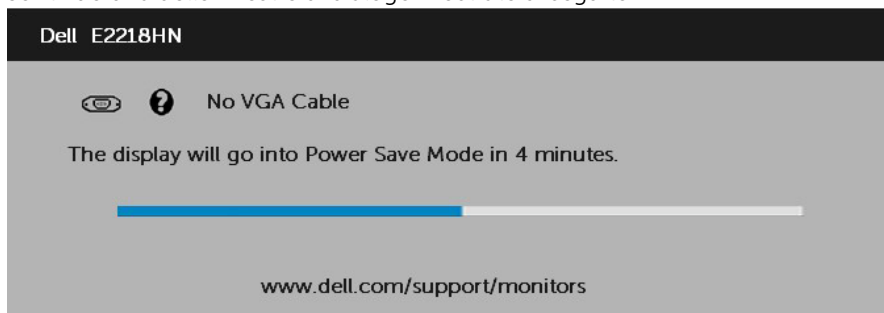 Dell E2218HN
No VGA Cable
The display will go into Power Save Mode in 4 minutes.
www.dell.com/support/monitors